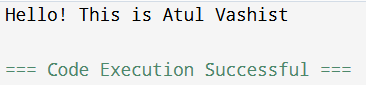 Hello! This is Atul Vashist
=== Code Execution Successful ===